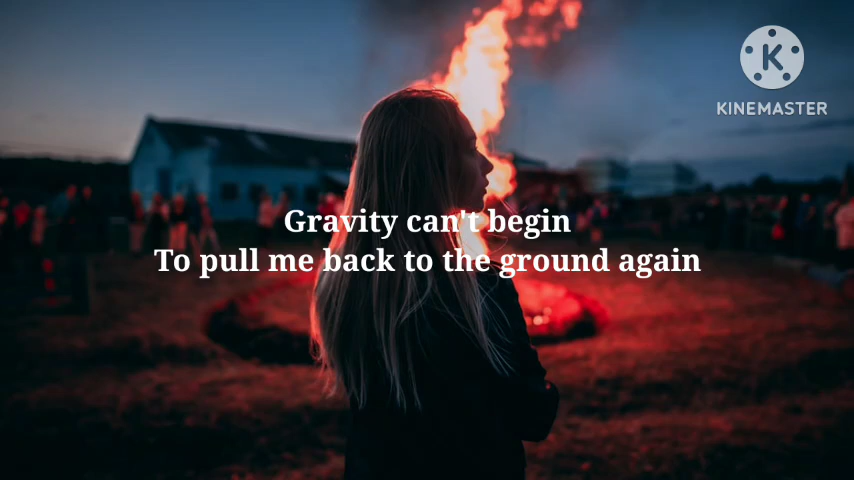 KINEMASTER
Gravity can't begin
To pull me back to the ground again